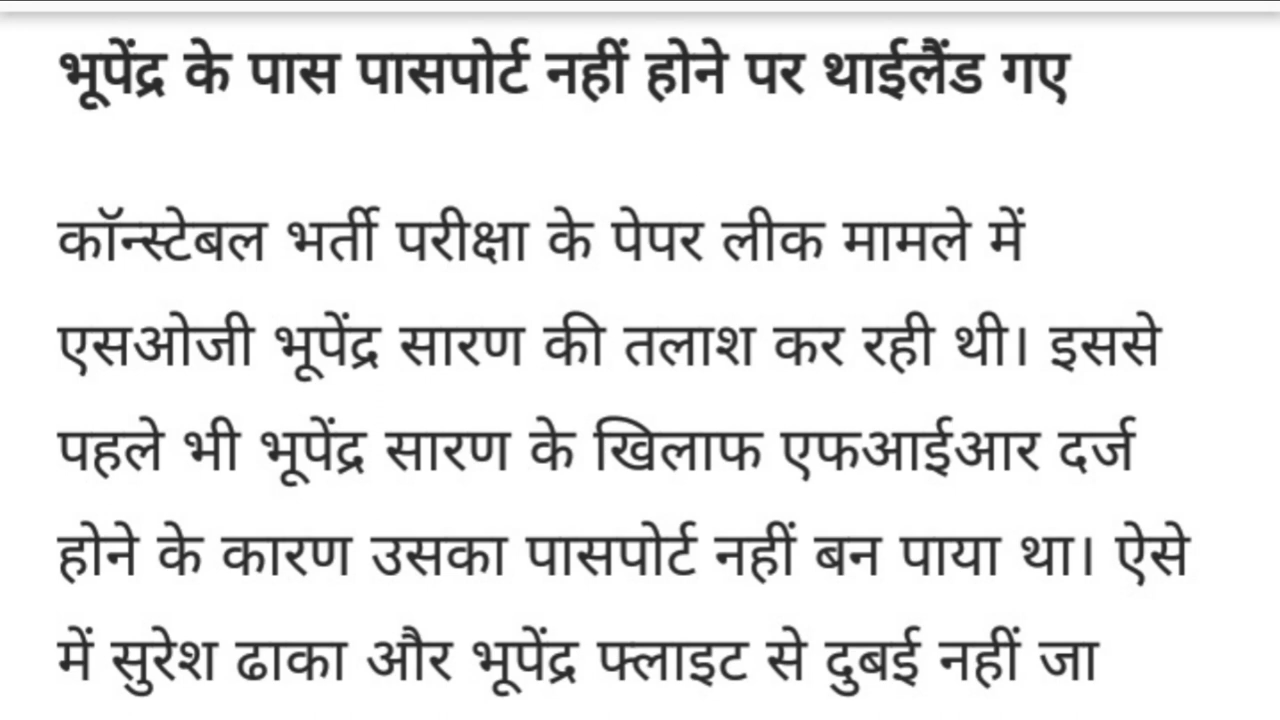 भूपेंद्र के पास पासपोर्ट नहीं होने पर थाईलैंड गए
कॉन्स्टेबल भर्ती परीक्षा के पेपर लीक मामले में
एसओजी भूपेंद्र सारण की तलाश कर रही थी। इससे
पहले भी भूपेंद्र सारण के खिलाफ एफआईआर दर्ज
होने के कारण उसका पासपोर्ट नहीं बन पाया था। ऐसे
में सुरेश ढाका और भूपेंद्र फ्लाइट से दुबई नहीं जा